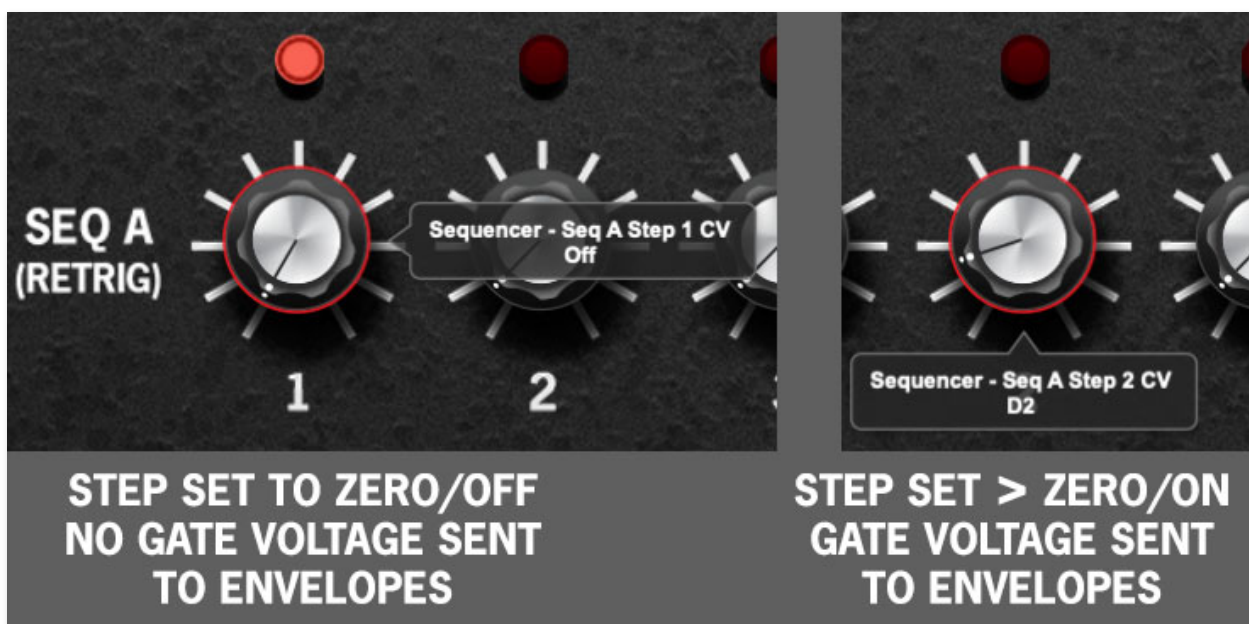 SEQ A
(RETRIG)
Sequencer - Seq A Step 1 CV
Off
1
2
Sequencer - Seq A Step 2 CV
D2
STEP SET TO ZERO/OFF
NO GATE VOLTAGE SENT
TO ENVELOPES
STEP SET > ZERO/ON
GATE VOLTAGE SENT
TO ENVELOPES